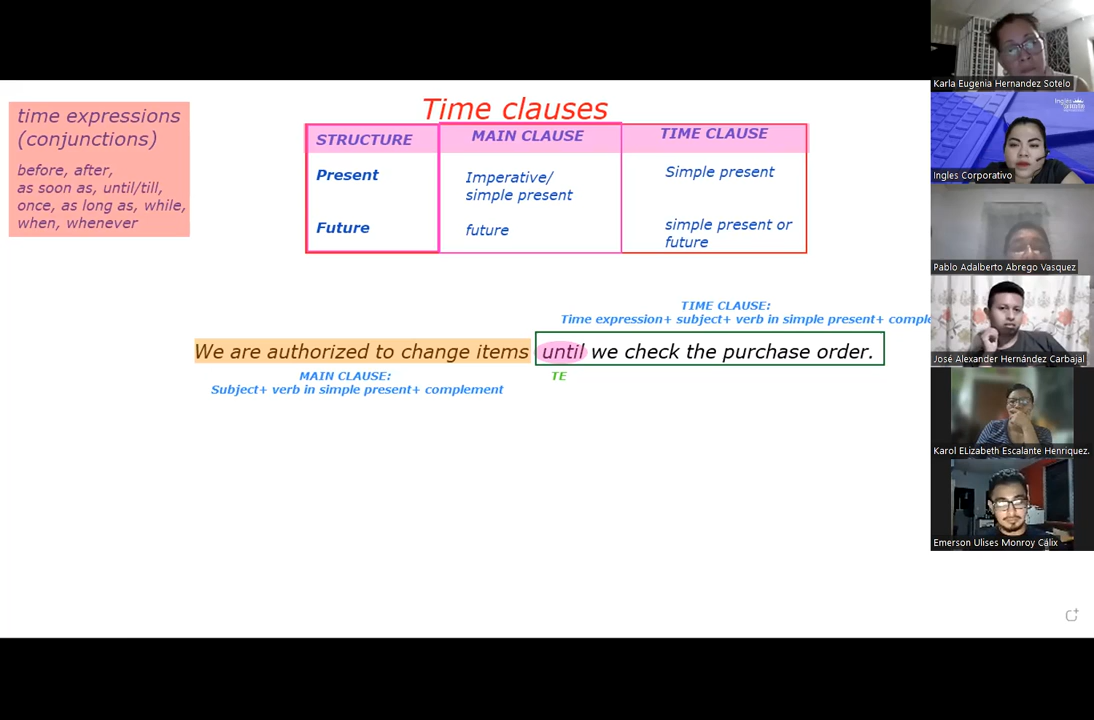 Time clauses
time expressions
(conjunctions)
before, after,
as soon as, until/till,
once, as long as, while,
when, whenever
STRUCTURE MAIN CLAUSE TIME CLAUSE
Present Imperative/
simple present Simple present
Future future simple present or
future
TIME CLAUSE:
Time expression+ subject+ verb in simple present+ comple
We are authorized to change items until we check the purchase order.
MAIN CLAUSE:
Subject+ verb in simple present+ complement
TE
Karla Eugenia Hernandez Sotelo
Ingles Corporativo
Pablo Adalberto Abrego Vasquez
José Alexander Hernández Carbajal
Karol ELizabeth Escalante Henriquez.
Emerson Ulises Monroy Cálix